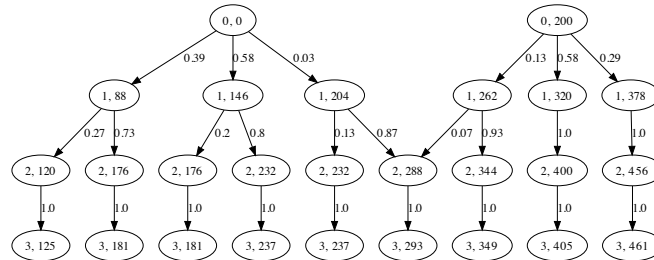 0, 0 0, 200
0.39 0.58 0.03 0.13 0.58 0.29
1, 88 1, 146 1, 204 1, 262 1, 320 1, 378
0.27 0.73 0.2 0.8 0.13 0.87 0.07 0.93 1.0 1.0
2, 120 2, 176 2, 176 2, 232 2, 232 2, 288 2, 344 2, 400 2, 456
1.0 1.0 1.0 1.0 1.0 1.0 1.0 1.0 1.0
3, 125 3, 181 3, 181 3, 237 3, 237 3, 293 3, 349 3, 405 3, 461